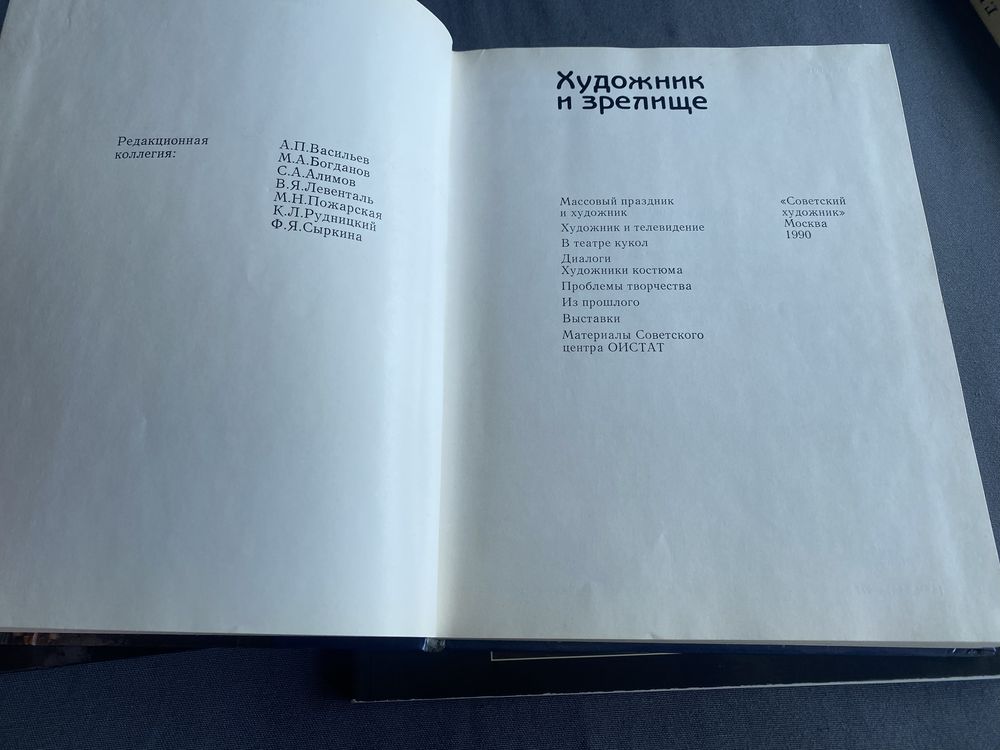 Редакционная
коллегия:
А.П.Васильев
М.А.Богданов
С.А.Алимов
В.Я.Левенталь
М.Н.Пожарская
К.Л.Рудницкий
Ф.Я.Сыркина
Художник
и зрелище
Массовый праздник
и художник
Художник и телевидение
В театре кукол
Диалоги
Художники костюма
Проблемы творчества
Из прошлого
Выставки
Материалы Советского
центра ОИСТАТ
«Советский
художник»
Москва
1990